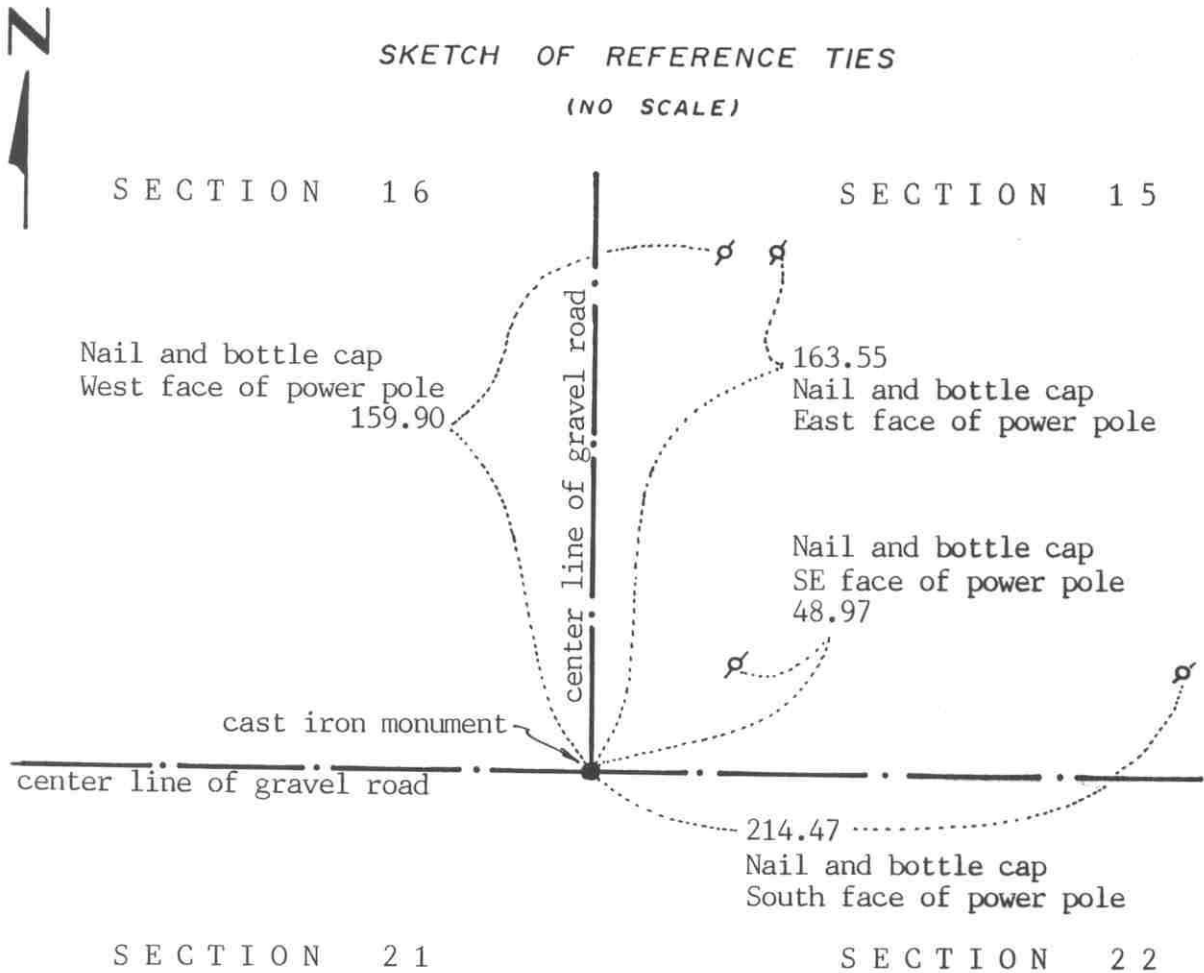 N
SKETCH OF REFERENCE TIES
(NO SCALE)
SECTION 16
SECTION 15
Nail and bottle cap
West face of power pole
159.90
163.55
Nail and bottle cap
East face of power pole
center line of gravel road
Nail and bottle cap
SE face of power pole
48.97
cast iron monument
center line of gravel road
214.47
Nail and bottle cap
South face of power pole
SECTION 21
SECTION 22